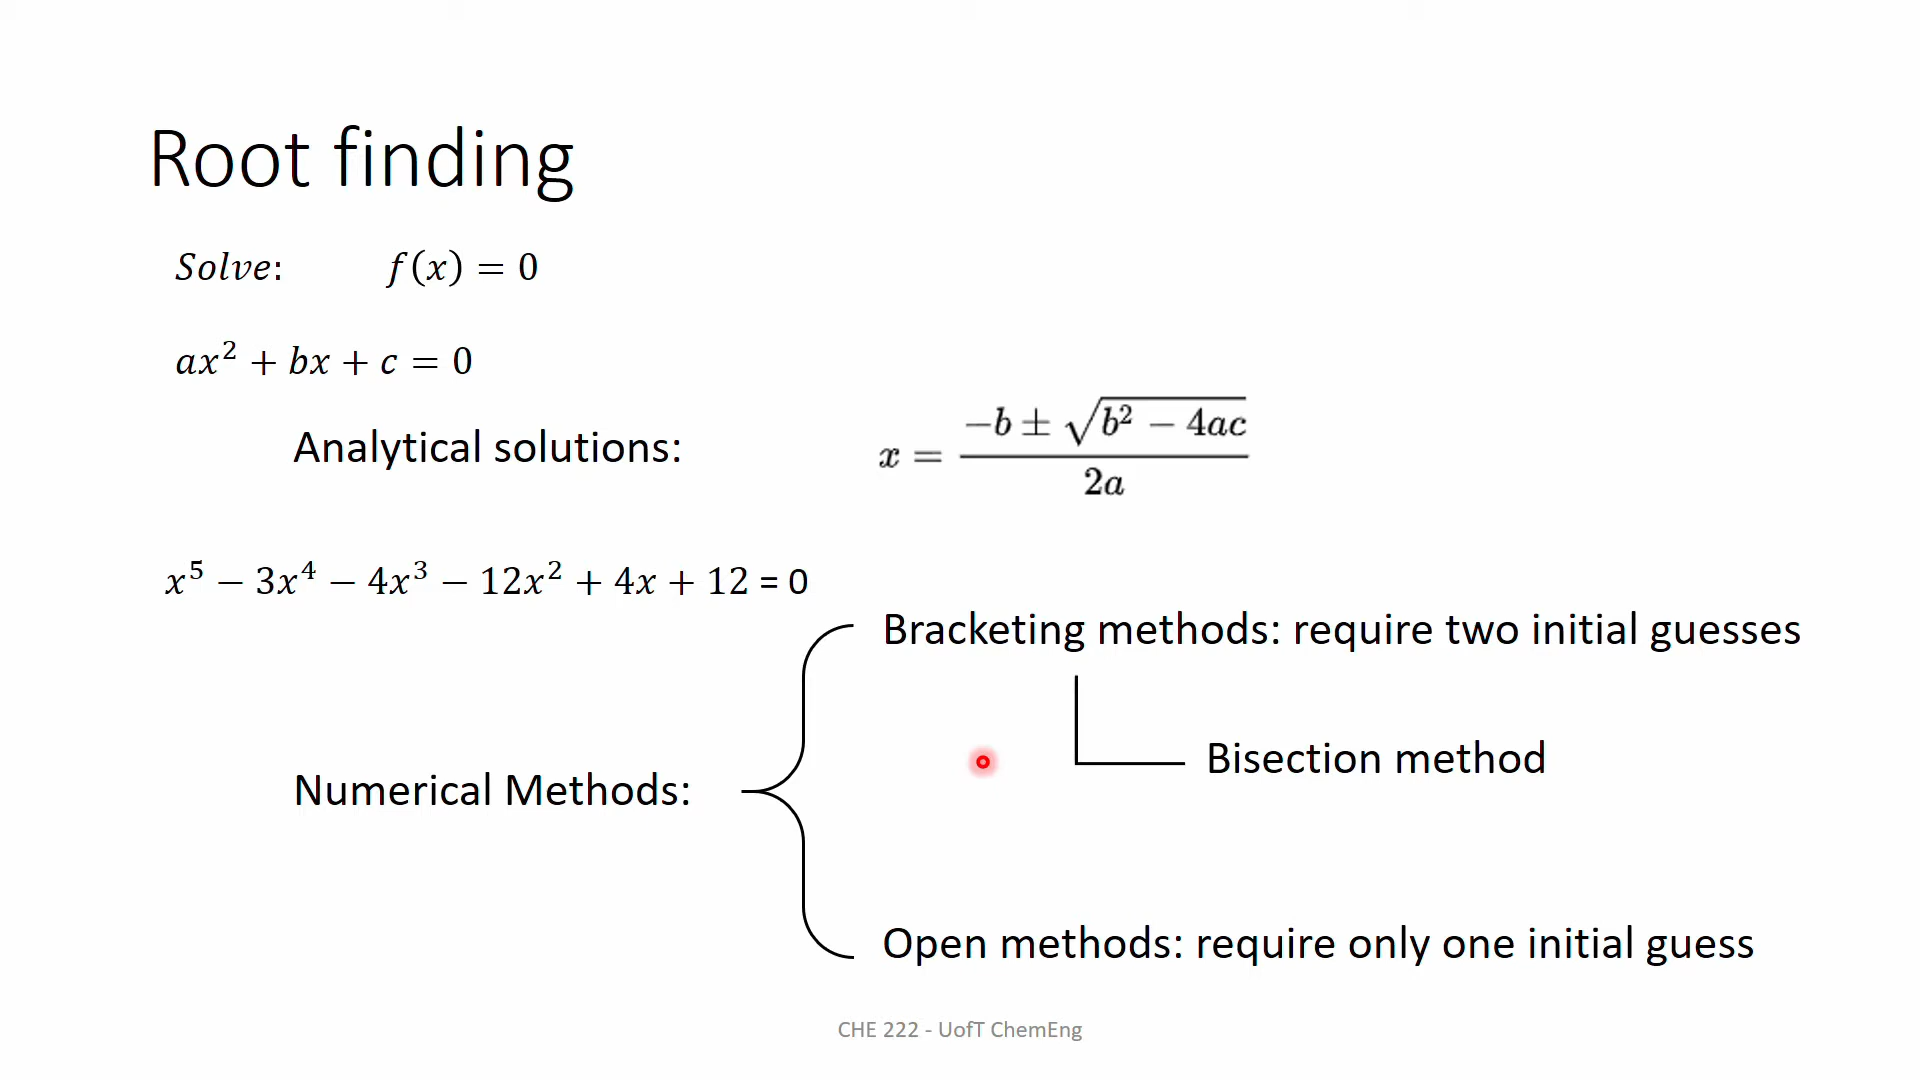 Root finding
Solve: f(x) = 0
ax² + bx + c = 0
Analytical solutions: x = (−b ± √(b² − 4ac)) / 2a
x⁵ − 3x⁴ − 4x³ − 12x² + 4x + 12 = 0
Bracketing methods: require two initial guesses
Bisection method
Numerical Methods:
Open methods: require only one initial guess
CHE 222 - UofT ChemEng